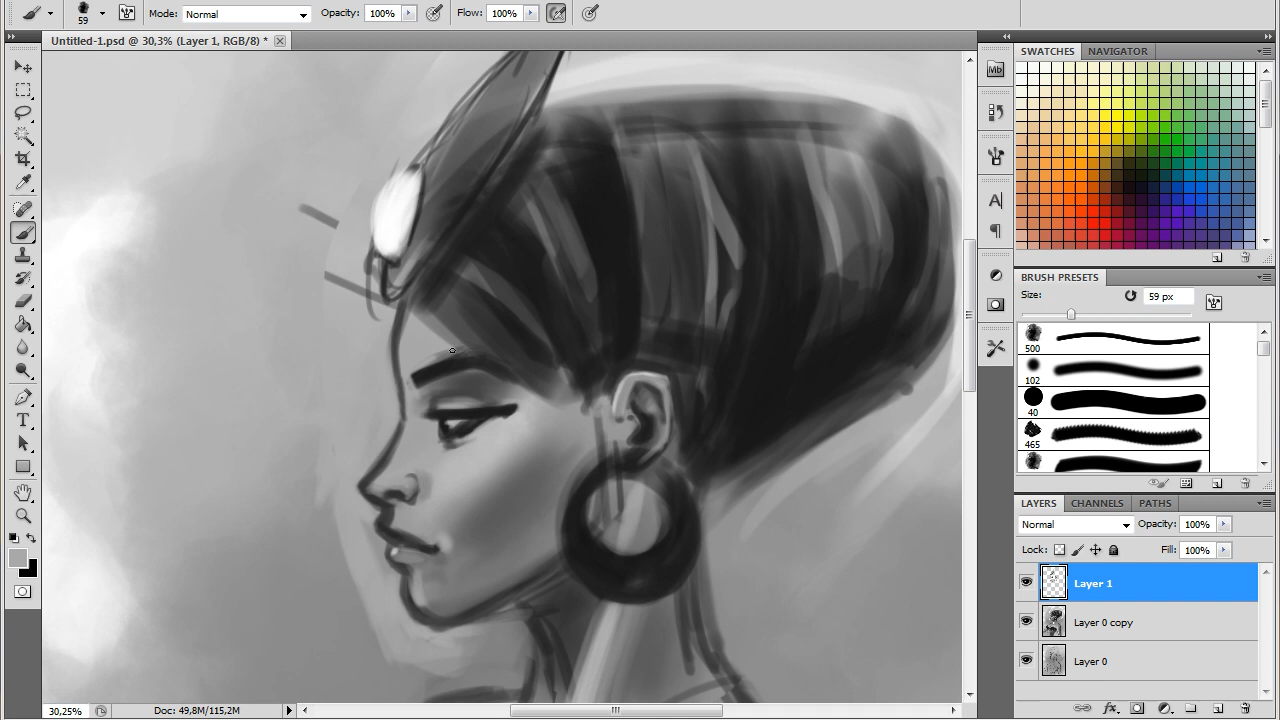 59 Mode: Normal Opacity: 100% Flow: 100%
Untitled-1.psd @ 30,3% (Layer 1, RGB/8) *
Mb
A
SWATCHES NAVIGATOR
BRUSH PRESETS
Size: 59 px
500
102
40
465
LAYERS CHANNELS PATHS
Normal Opacity: 100%
Lock: Fill: 100%
Layer 1
Layer 0 copy
Layer 0
fx
T
30,25% Doc: 49,8M/115,2M